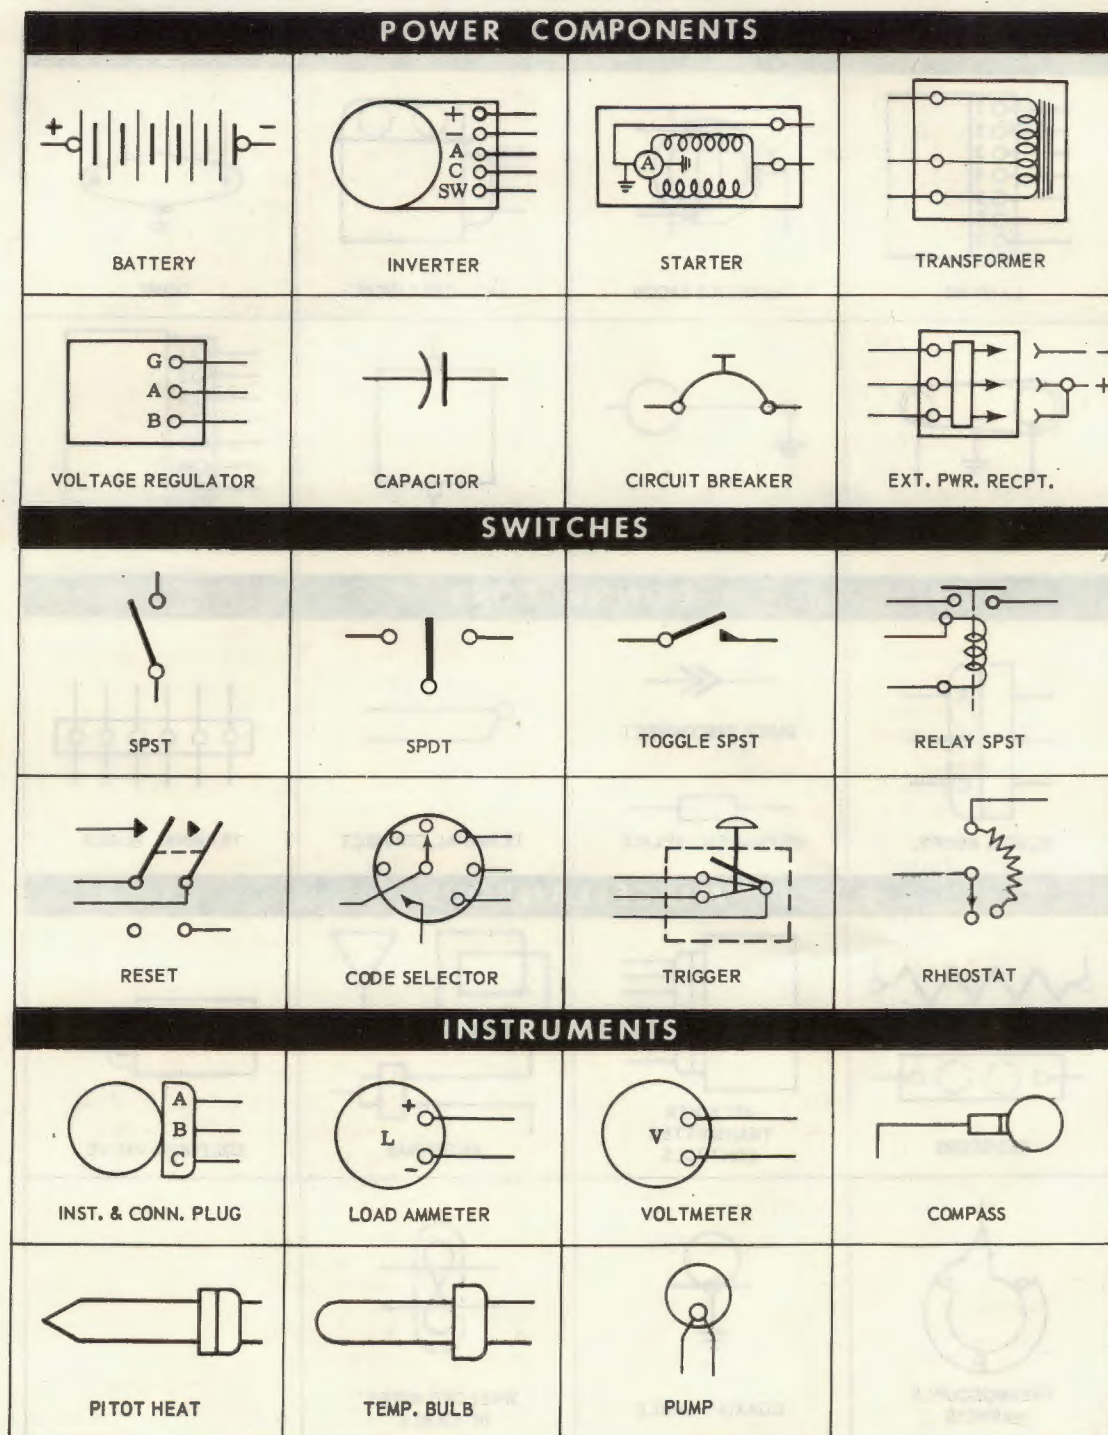 POWER COMPONENTS
+ -
+
-
A
C
SW
A
BATTERY INVERTER STARTER TRANSFORMER
G
A
B
-
+
VOLTAGE REGULATOR CAPACITOR CIRCUIT BREAKER EXT. PWR. RECPT.
SWITCHES
SPST SPDT TOGGLE SPST RELAY SPST
RESET CODE SELECTOR TRIGGER RHEOSTAT
INSTRUMENTS
A
B
C
+
L
-
V
INST. & CONN. PLUG LOAD AMMETER VOLTMETER COMPASS
PITOT HEAT TEMP. BULB PUMP